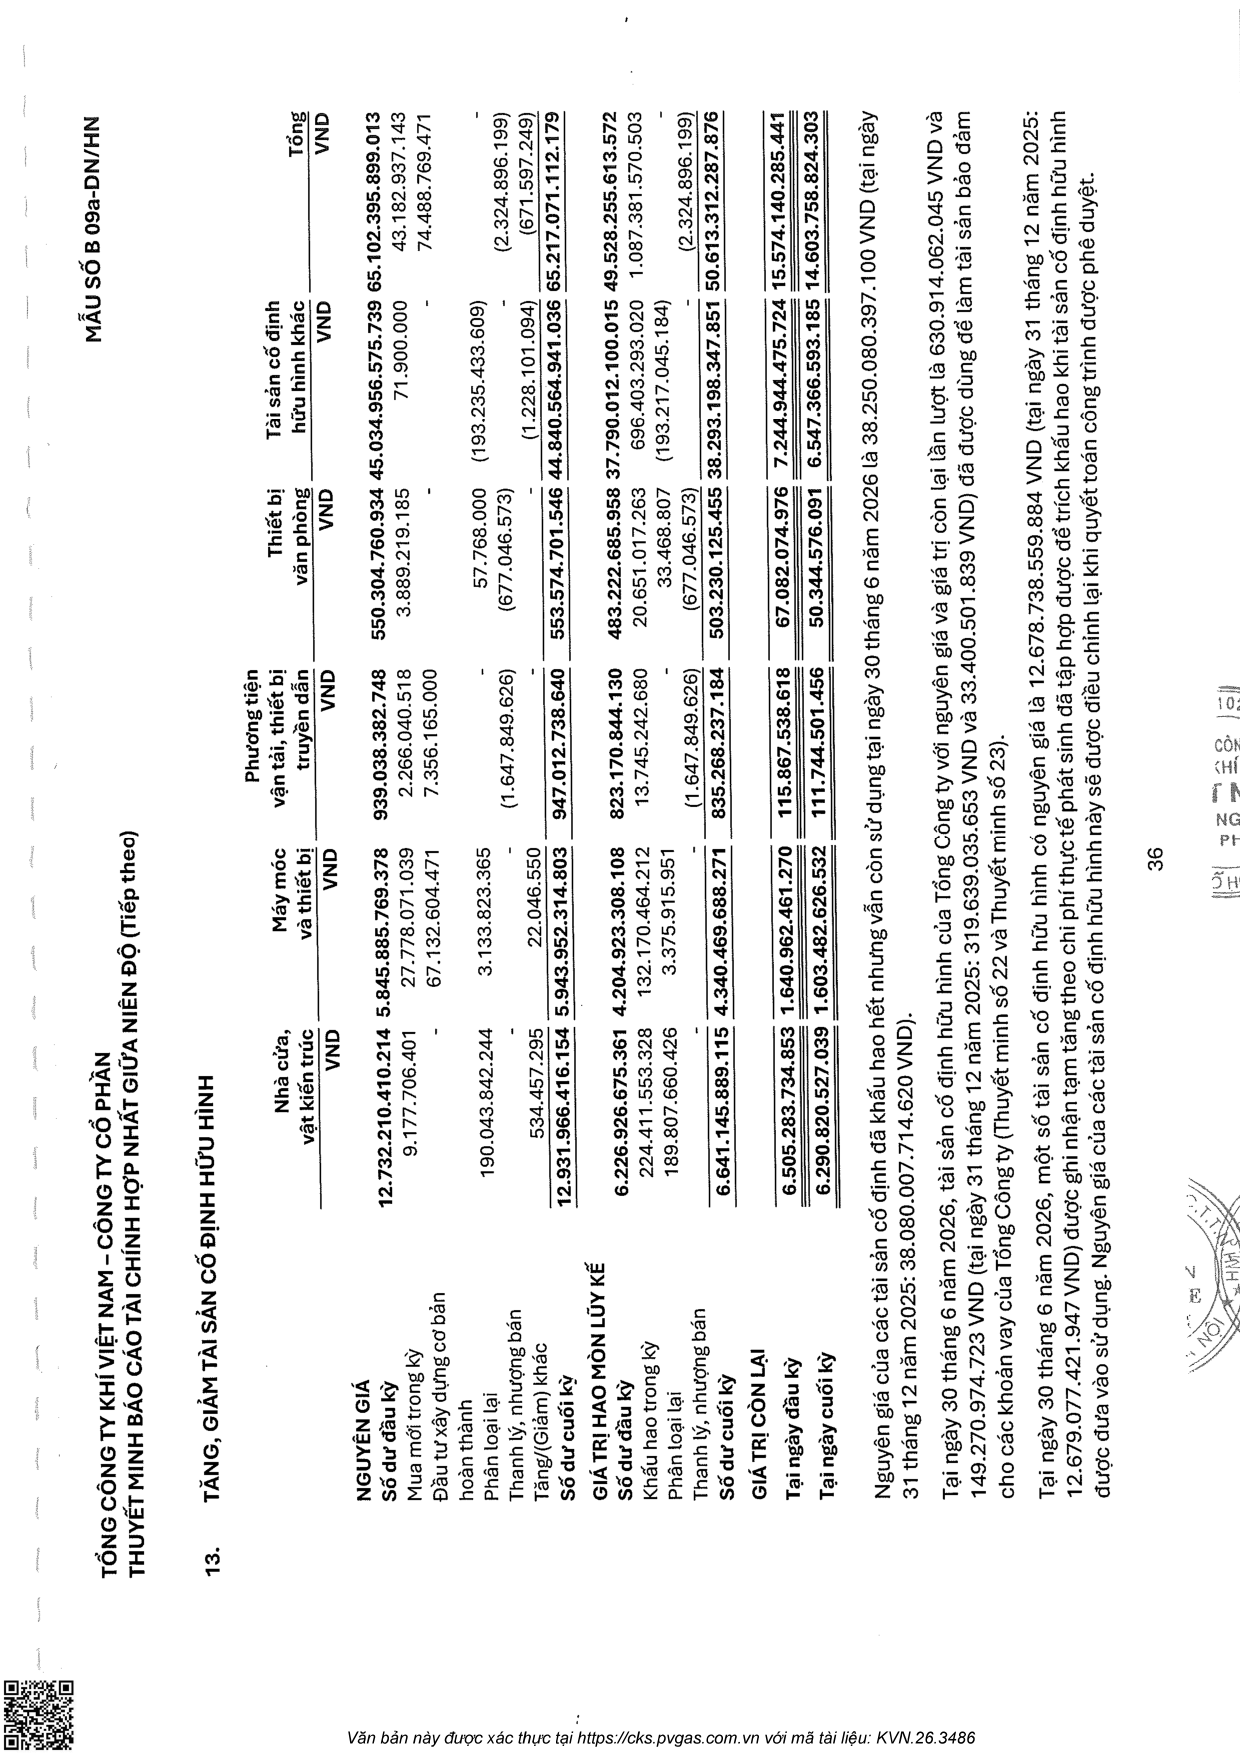 TỔNG CÔNG TY KHÍ VIỆT NAM – CÔNG TY CỔ PHẦN
THUYẾT MINH BÁO CÁO TÀI CHÍNH HỢP NHẤT GIỮA NIÊN ĐỘ (Tiếp theo)
MẪU SỐ B 09a-DN/HN
13. TĂNG, GIẢM TÀI SẢN CỐ ĐỊNH HỮU HÌNH
Nhà cửa, vật kiến trúc | Máy móc và thiết bị | Phương tiện vận tải, thiết bị truyền dẫn | Thiết bị văn phòng | Tài sản cố định hữu hình khác | Tổng
VND | VND | VND | VND | VND | VND
NGUYÊN GIÁ
Số dư đầu kỳ 12.732.210.410.214 5.845.885.769.378 939.038.382.748 550.304.760.934 45.034.956.575.739 65.102.395.899.013
Mua mới trong kỳ 9.177.706.401 27.778.071.039 2.266.040.518 3.889.219.185 71.900.000 43.182.937.143
Đầu tư xây dựng cơ bản - 67.132.604.471 7.356.165.000 - - 74.488.769.471
hoàn thành
Phân loại lại 190.043.842.244 3.133.823.365 - 57.768.000 (193.235.433.609) -
Thanh lý, nhượng bán - - (1.647.849.626) (677.046.573) - (2.324.896.199)
Tăng/(Giảm) khác 534.457.295 22.046.550 - - (1.228.101.094) (671.597.249)
Số dư cuối kỳ 12.931.966.416.154 5.943.952.314.803 947.012.738.640 553.574.701.546 44.840.564.941.036 65.217.071.112.179
GIÁ TRỊ HAO MÒN LŨY KẾ
Số dư đầu kỳ 6.226.926.675.361 4.204.923.308.108 823.170.844.130 483.222.685.958 37.790.012.100.015 49.528.255.613.572
Khấu hao trong kỳ 224.411.553.328 132.170.464.212 13.745.242.680 20.651.017.263 696.403.293.020 1.087.381.570.503
Phân loại lại 189.807.660.426 3.375.915.951 - 33.468.807 (193.217.045.184) -
Thanh lý, nhượng bán - - (1.647.849.626) (677.046.573) - (2.324.896.199)
Số dư cuối kỳ 6.641.145.889.115 4.340.469.688.271 835.268.237.184 503.230.125.455 38.293.198.347.851 50.613.312.287.876
GIÁ TRỊ CÒN LẠI
Tại ngày đầu kỳ 6.505.283.734.853 1.640.962.461.270 115.867.538.618 67.082.074.976 7.244.944.475.724 15.574.140.285.441
Tại ngày cuối kỳ 6.290.820.527.039 1.603.482.626.532 111.744.501.456 50.344.576.091 6.547.366.593.185 14.603.758.824.303
Nguyên giá của các tài sản cố định đã khấu hao hết nhưng vẫn còn sử dụng tại ngày 30 tháng 6 năm 2026 là 38.250.080.397.100 VND (tại ngày
31 tháng 12 năm 2025: 38.080.007.714.620 VND).
Tại ngày 30 tháng 6 năm 2026, tài sản cố định hữu hình của Tổng Công ty với nguyên giá và giá trị còn lại lần lượt là 630.914.062.045 VND và
149.270.974.723 VND (tại ngày 31 tháng 12 năm 2025: 319.639.035.653 VND và 33.400.501.839 VND) đã được dùng để làm tài sản bảo đảm
cho các khoản vay của Tổng Công ty (Thuyết minh số 22 và Thuyết minh số 23).
Tại ngày 30 tháng 6 năm 2026, một số tài sản cố định hữu hình có nguyên giá là 12.678.738.559.884 VND (tại ngày 31 tháng 12 năm 2025:
12.679.077.421.947 VND) được ghi nhận tạm tăng theo chi phí thực tế phát sinh đã tập hợp được để trích khấu hao khi tài sản cố định hữu hình
được đưa vào sử dụng. Nguyên giá của các tài sản cố định hữu hình này sẽ được điều chỉnh lại khi quyết toán công trình được phê duyệt.
36
Văn bản này được xác thực tại https://cks.pvgas.com.vn với mã tài liệu: KVN.26.3486